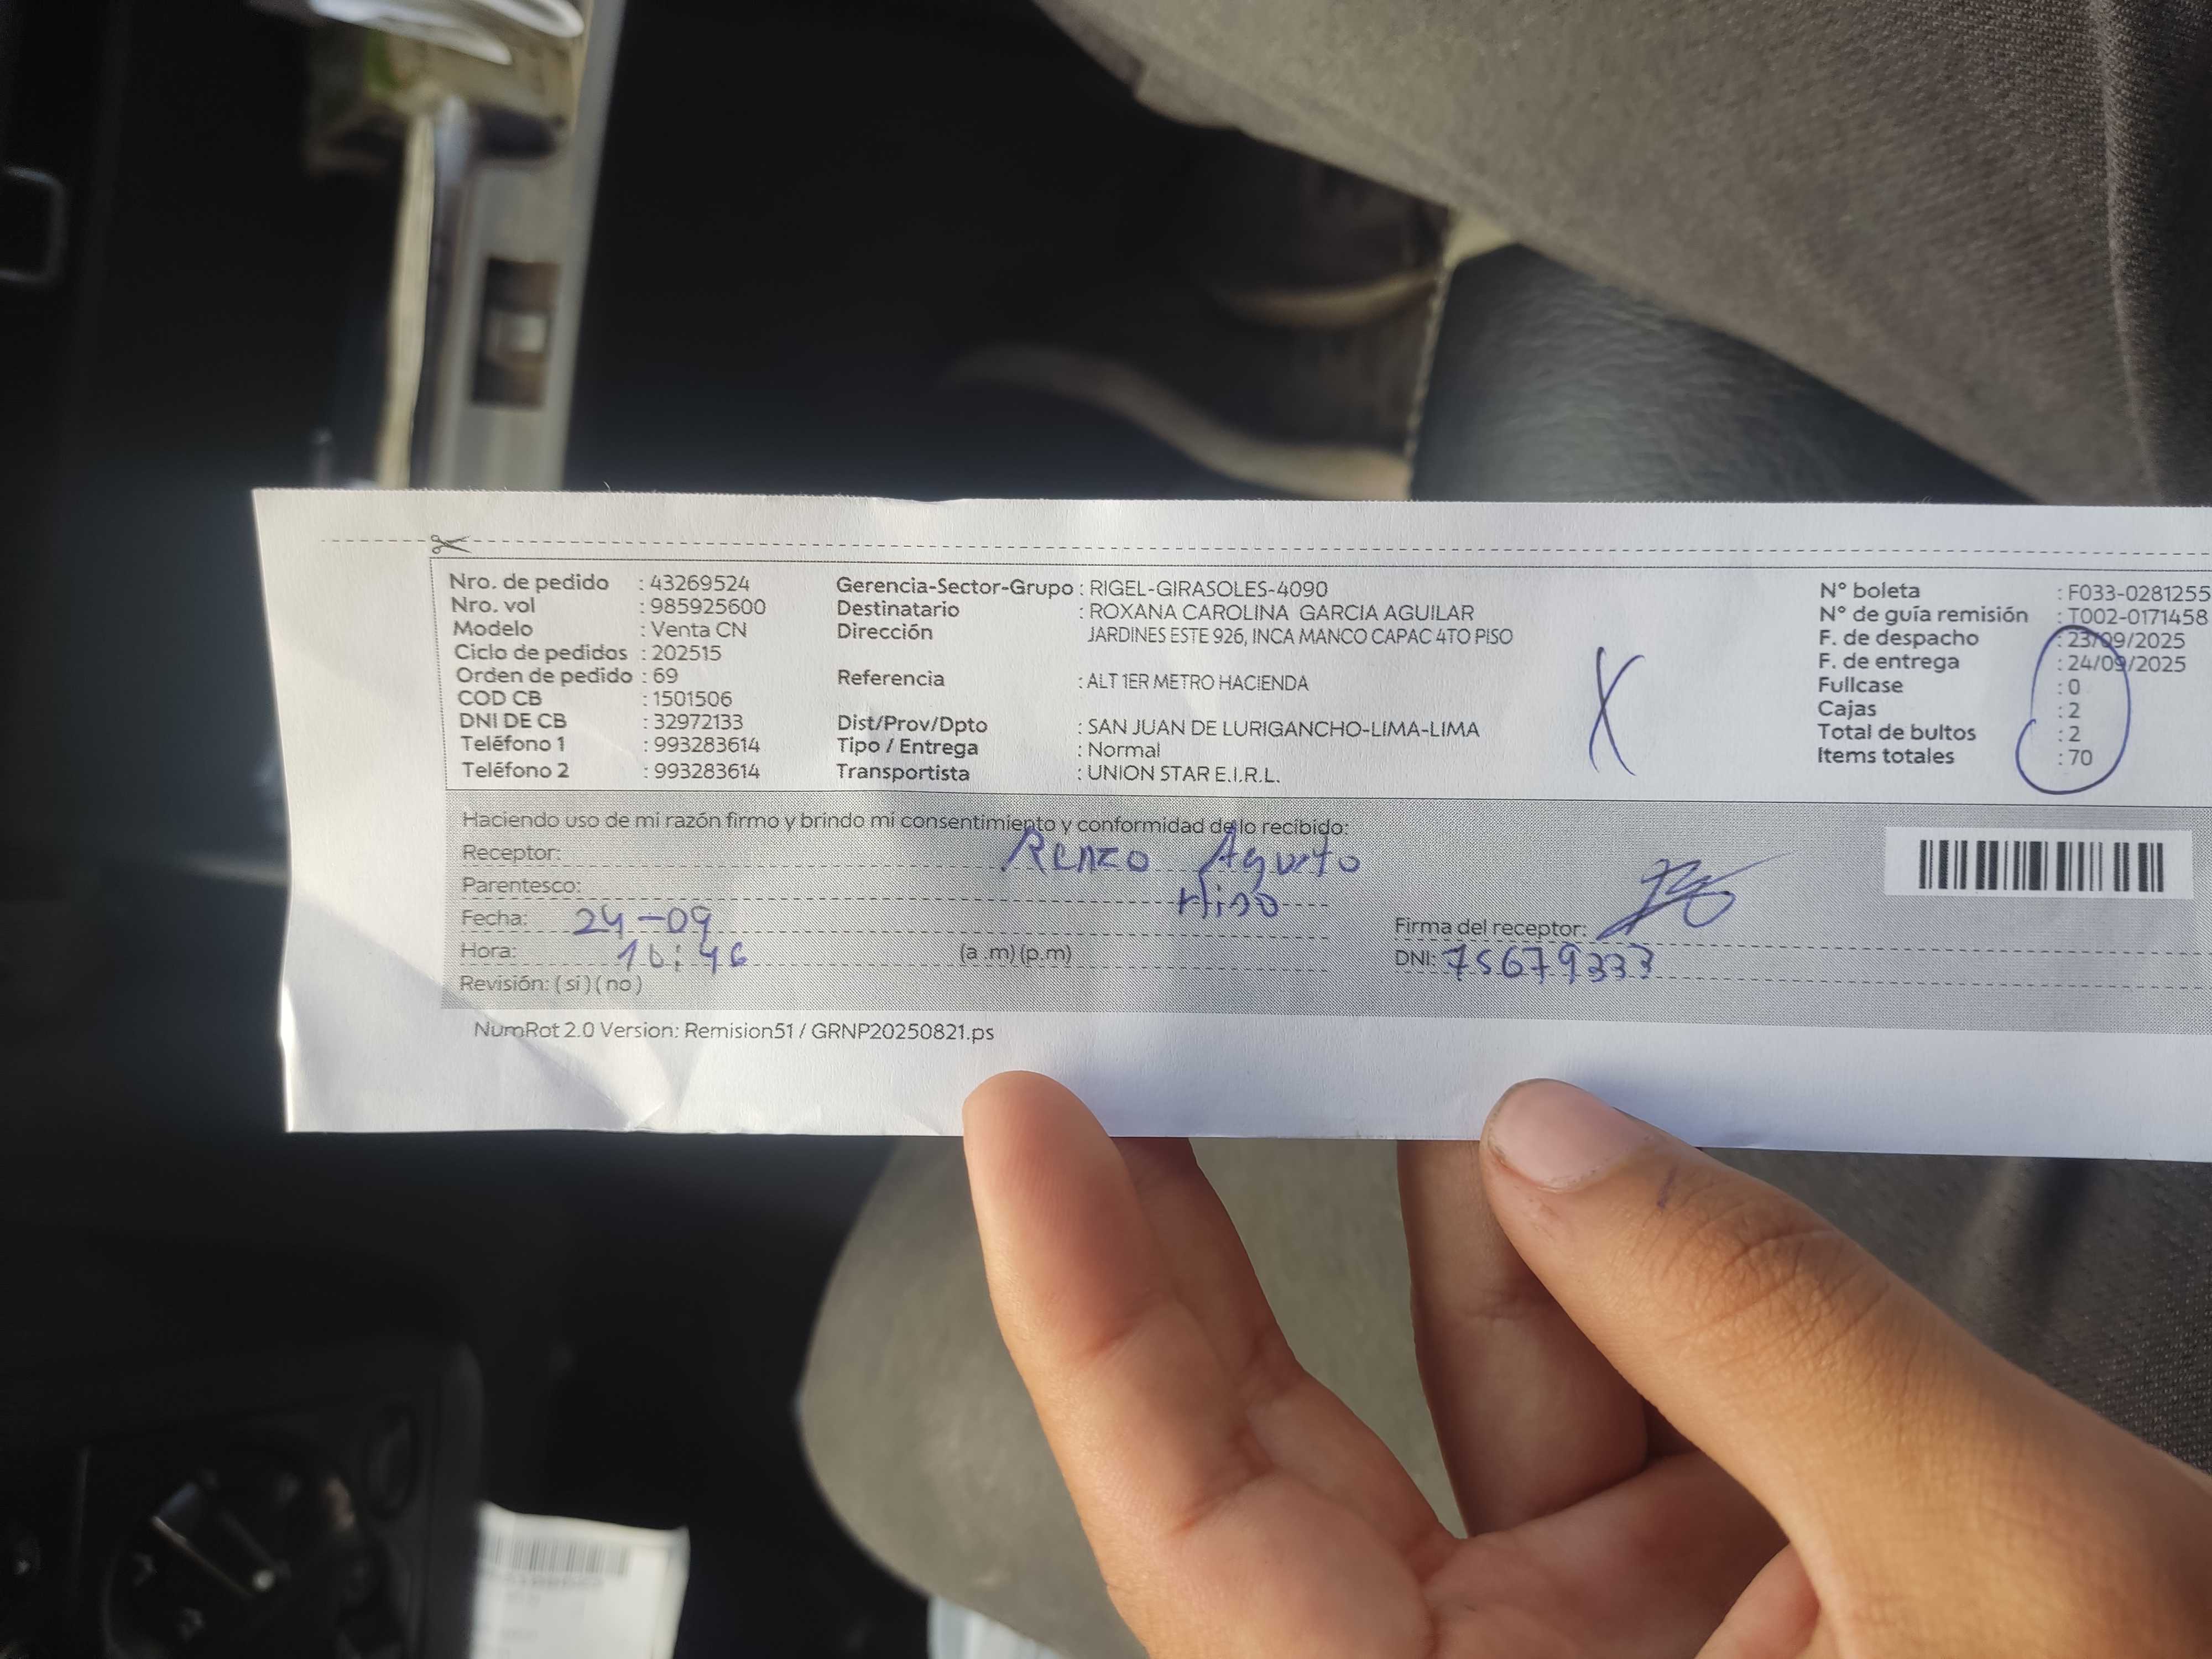 Nro. de pedido : 43269524
Nro. vol : 985925600
Modelo : Venta CN
Ciclo de pedidos : 202515
Orden de pedido : 69
COD CB : 1501506
DNI DE CB : 32972133
Teléfono 1 : 993283614
Teléfono 2 : 993283614
Gerencia-Sector-Grupo : RIGEL-GIRASOLES-4090
Destinatario : ROXANA CAROLINA GARCIA AGUILAR
Dirección JARDINES ESTE 926, INCA MANCO CAPAC 4TO PISO
Referencia : ALT 1ER METRO HACIENDA
Dist/Prov/Dpto : SAN JUAN DE LURIGANCHO-LIMA-LIMA
Tipo / Entrega : Normal
Transportista : UNION STAR E.I.R.L.
X
N° boleta : F033-0281255
N° de guía remisión : T002-0171458
F. de despacho : 23/09/2025
F. de entrega : 24/09/2025
Fullcase : 0
Cajas : 2
Total de bultos : 2
Items totales : 70
Haciendo uso de mi razón firmo y brindo mi consentimiento y conformidad de lo recibido:
Receptor: Renzo
Parentesco:
Fecha: 24-09
Hora: 16:46 (a .m) (p.m)
Revisión: ( si ) ( no )
Firma del receptor:
DNI: 75679333
NumRot 2.0 Version: Remision51 / GRNP20250821.ps